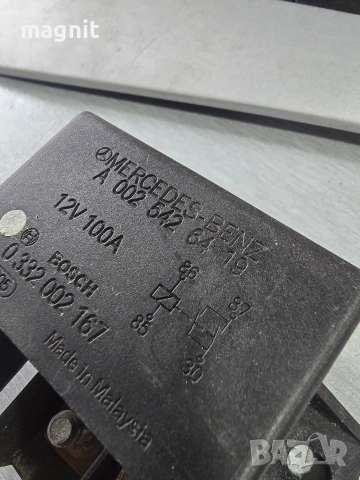 magnit
MERCEDES-BENZ
A 002 542 64 19
12V 100A
BOSCH
0 332 002 167
86
87
85
30
Made In Malaysia
BAZAR